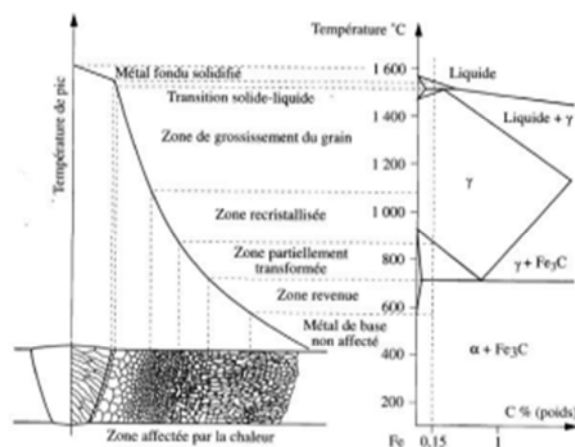 Température de pic
Métal fondu solidifié
Transition solide-liquide
Zone de grossissement du grain
Zone recristallisée
Zone partiellement
transformée
Zone revenue
Métal de base
non affecté
Zone affectée par la chaleur
Température °C
1 600
1 400
1 200
1 000
800
600
400
200
Liquide
Liquide + γ
γ
γ + Fe3C
α + Fe3C
C % (poids)
Fe
0,15
1